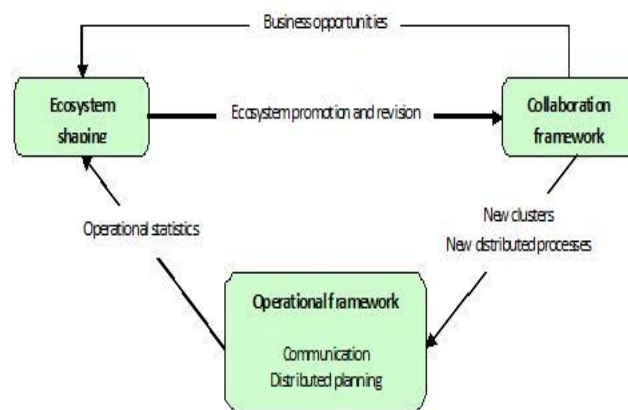 Business opportunities
Ecosystem
shaping
Ecosystem promotion and revision
Collaboration
framework
Operational statistics
New clusters
New distributed processes
Operational framework
Communication
Distributed planning